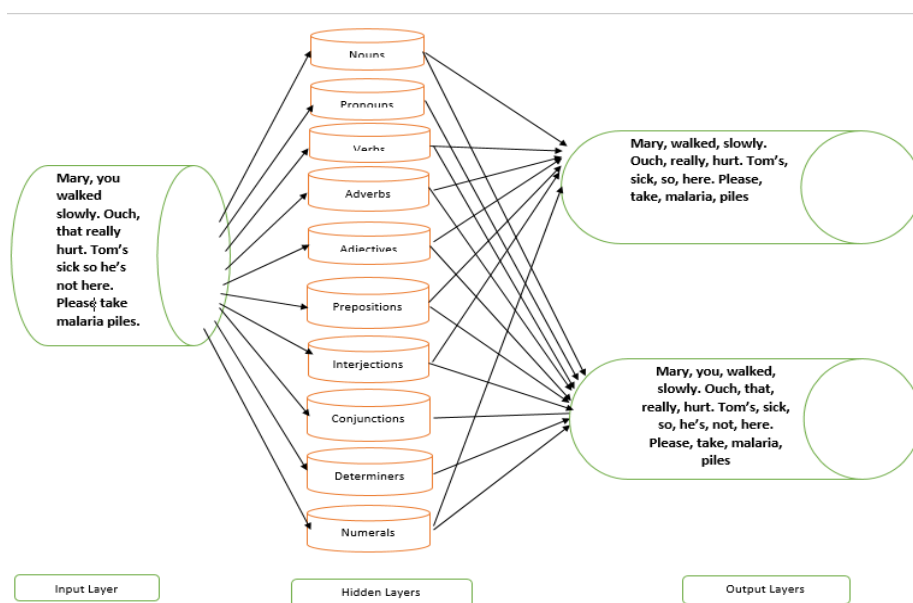 Mary, you
walked
slowly. Ouch,
that really
hurt. Tom's
sick so he's
not here.
Please take
malaria piles.
Nouns
Pronouns
Verbs
Adverbs
Adjectives
Prepositions
Interjections
Conjunctions
Determiners
Numerals
Mary, walked, slowly.
Ouch, really, hurt. Tom's,
sick, so, here. Please,
take, malaria, piles
Mary, you, walked,
slowly. Ouch, that,
really, hurt. Tom's, sick,
so, he's, not, here.
Please, take, malaria,
piles
Input Layer
Hidden Layers
Output Layers